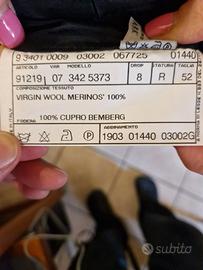 9 3401 0009 03002 067725 01440
ARTICOLO VAR MODELLO DROP STATURA TAGLIA
91219 07 342 5373 8 R 52
COMPOSIZIONE TESSUTO
VIRGIN WOOL MERINOS' 100%
FODERA 100% CUPRO BEMBERG
ABBINAMENTO
1903 01440 03002G
subito